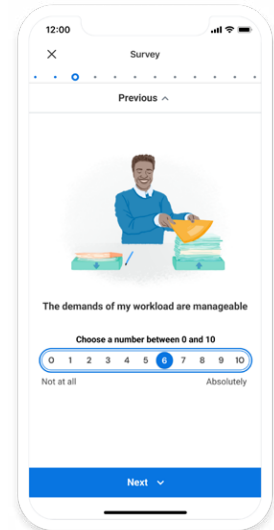 12:00
Survey
Previous
The demands of my workload are manageable
Choose a number between 0 and 10
0 1 2 3 4 5 6 7 8 9 10
Not at all Absolutely
Next